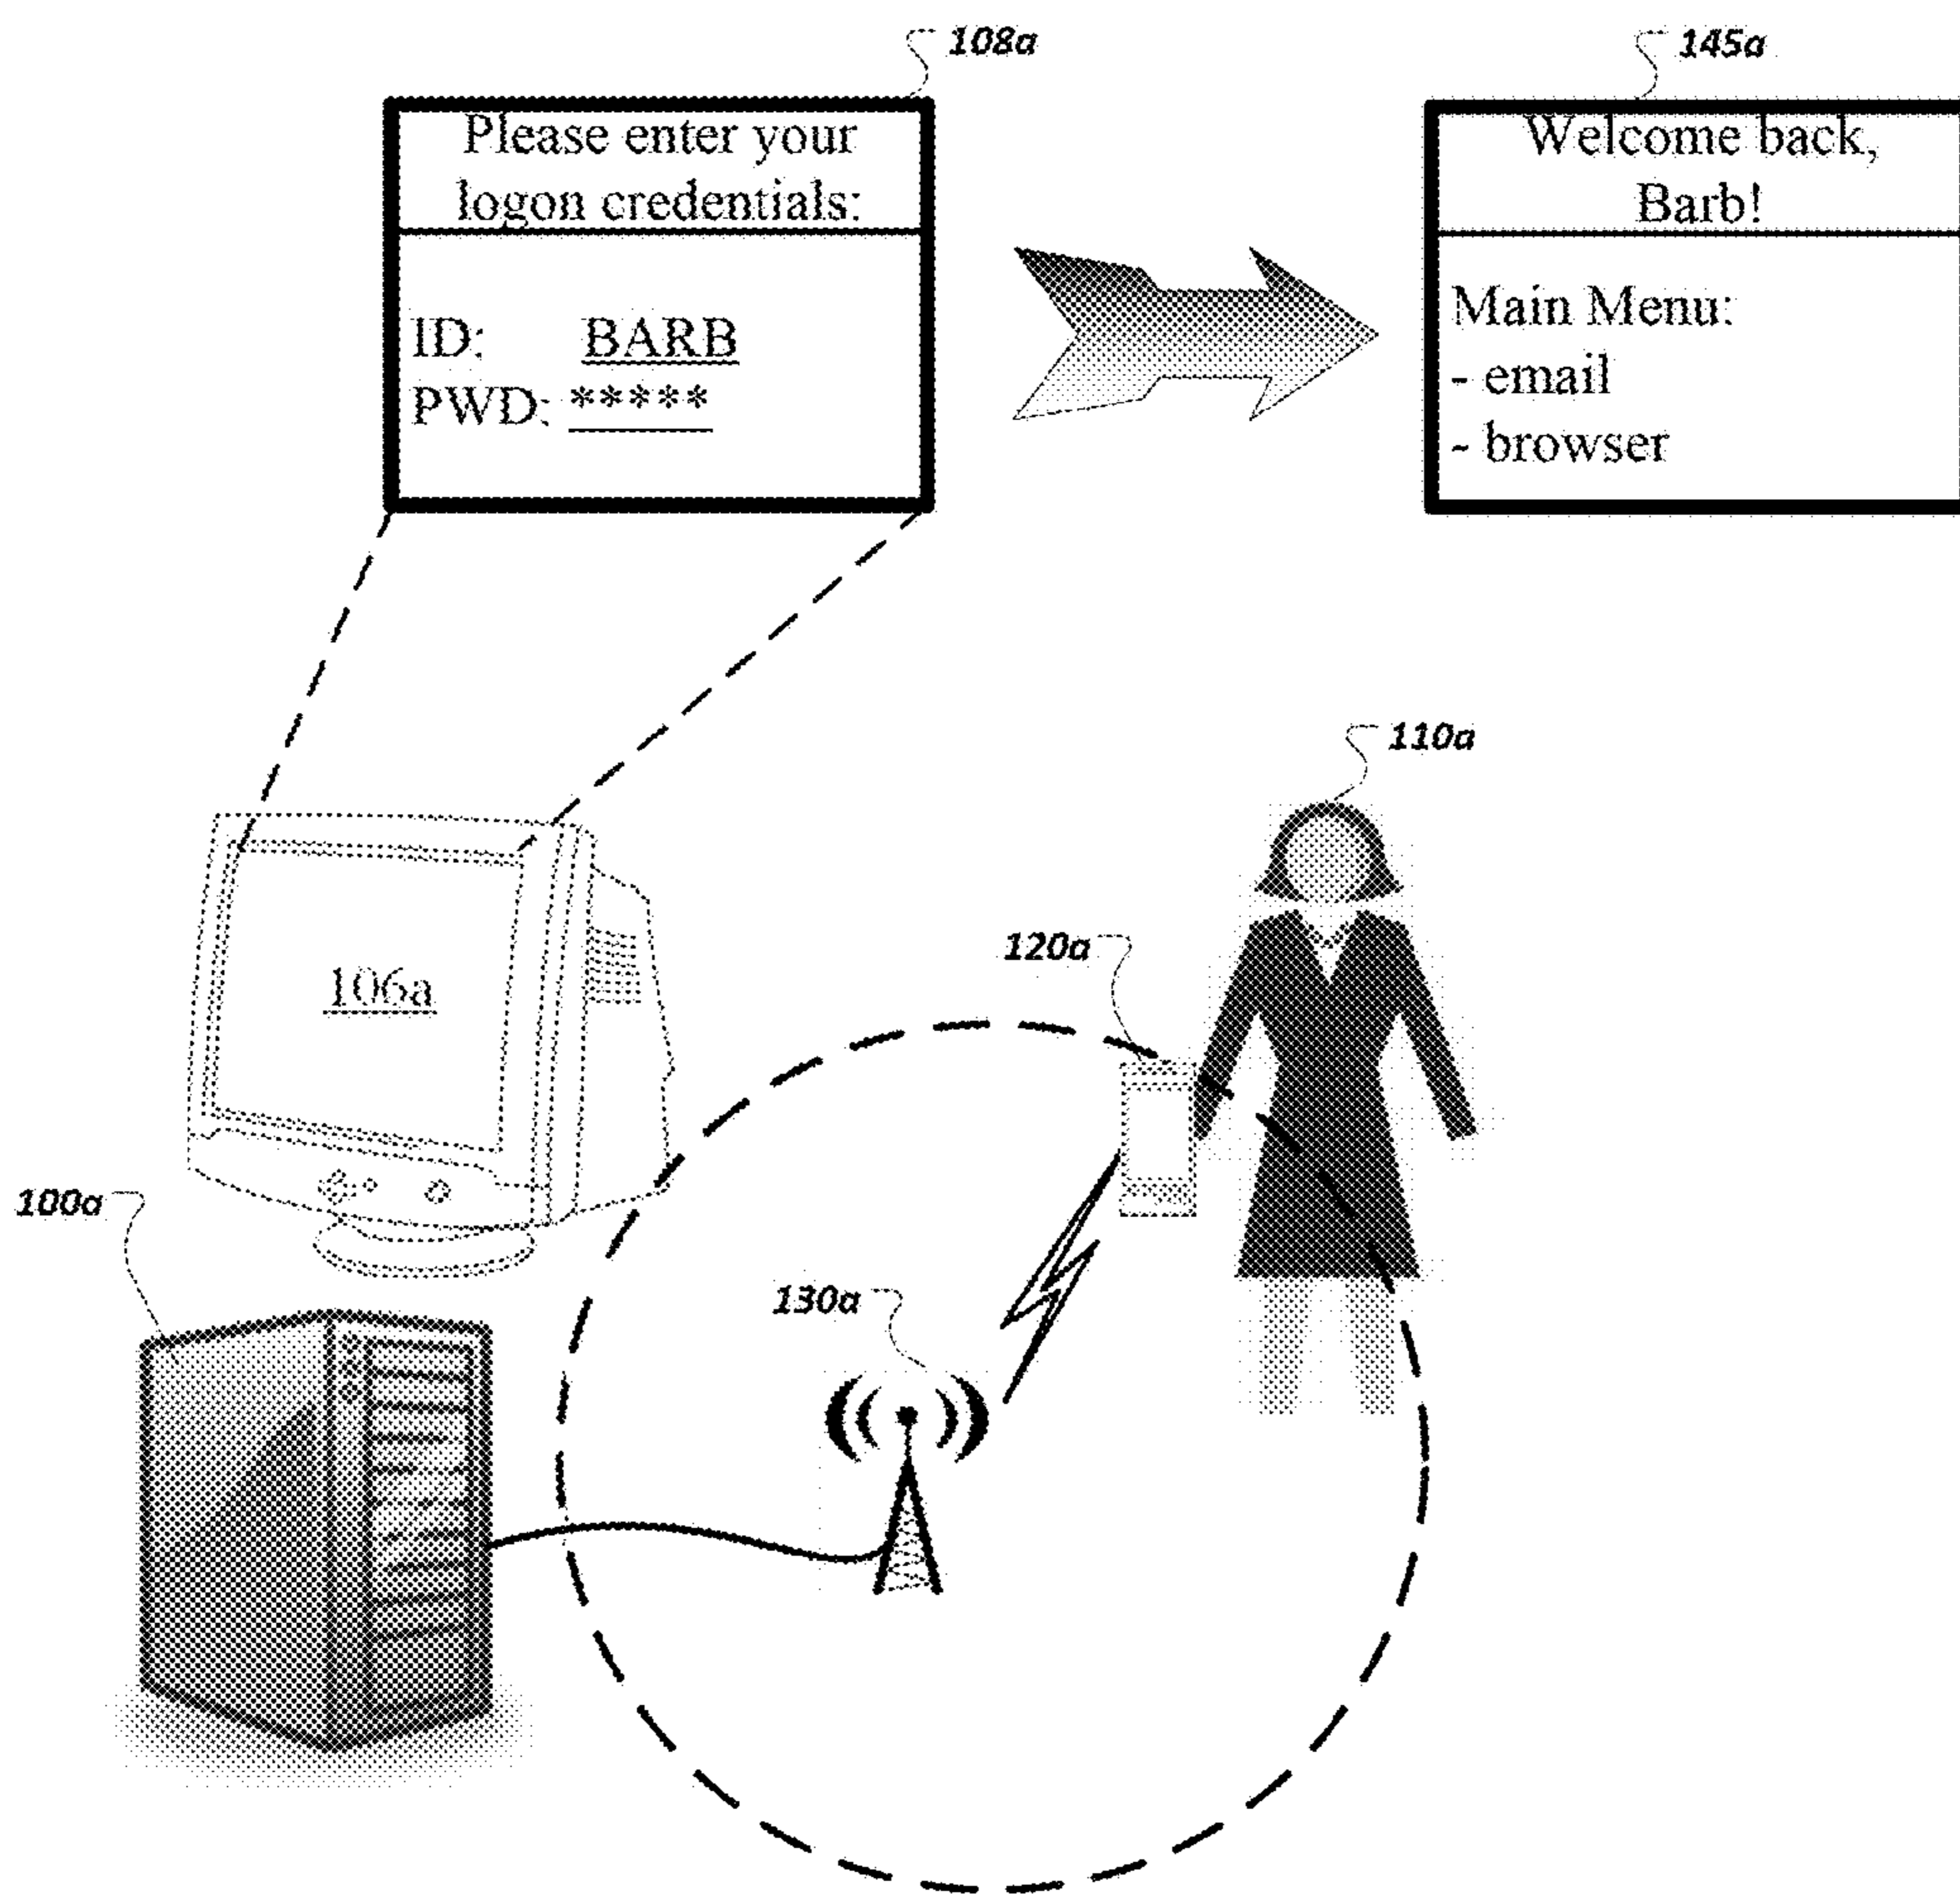 108a
145a
Please enter your
logon credentials:
ID: BARB
PWD: *****
Welcome back,
Barb!
Main Menu:
- email
- browser
110a
120a
106a
100a
130a